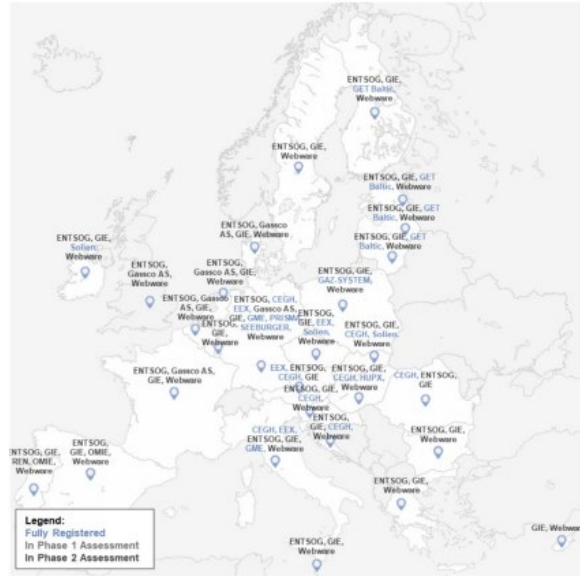 ENTSOG, GIE,
GET Baltic,
Webware
ENTSOG, GIE,
Webware
ENTSOG, GIE, GET
Baltic, Webware
ENTSOG, GIE, GET
Baltic, Webware
ENTSOG, GIE, GET
Baltic, Webware
ENTSOG, Gassco
AS, GIE, Webware
ENTSOG, GIE,
Solien,
Webware
ENTSOG,
Gassco AS, GIE,
Webware
ENTSOG,
Gassco AS,
Webware
ENTSOG, GIE,
GAZ-SYSTEM,
Webware
ENTSOG, Gassco
AS, GIE,
Webware
ENTSOG, CEGH,
EEX, Gassco AS,
GIE, GME, PRISMA,
SEEBURGER,
Webware
ENTSOG,
GIE,
Webware
ENTSOG,
GIE, EEX,
Solien,
Webware
ENTSOG, GIE,
CEGH, Solien,
Webware
ENTSOG, Gassco AS,
GIE, Webware
EEX, ENTSOG,
CEGH, GIE
ENTSOG, GIE,
CEGH, HUPX,
Webware
CEGH, ENTSOG,
GIE
ENTSOG, GIE,
CEGH,
Webware
ENTSOG,
GIE, CEGH,
Webware
CEGH, EEX,
ENTSOG, GIE,
GME, Webware
ENTSOG, GIE,
Webware
ENTSOG, GIE,
REN, OMIE,
Webware
ENTSOG,
GIE, OMIE,
Webware
ENTSOG, GIE,
Webware
ENTSOG, GIE,
Webware
GIE, Webware
Legend:
Fully Registered
In Phase 1 Assessment
In Phase 2 Assessment